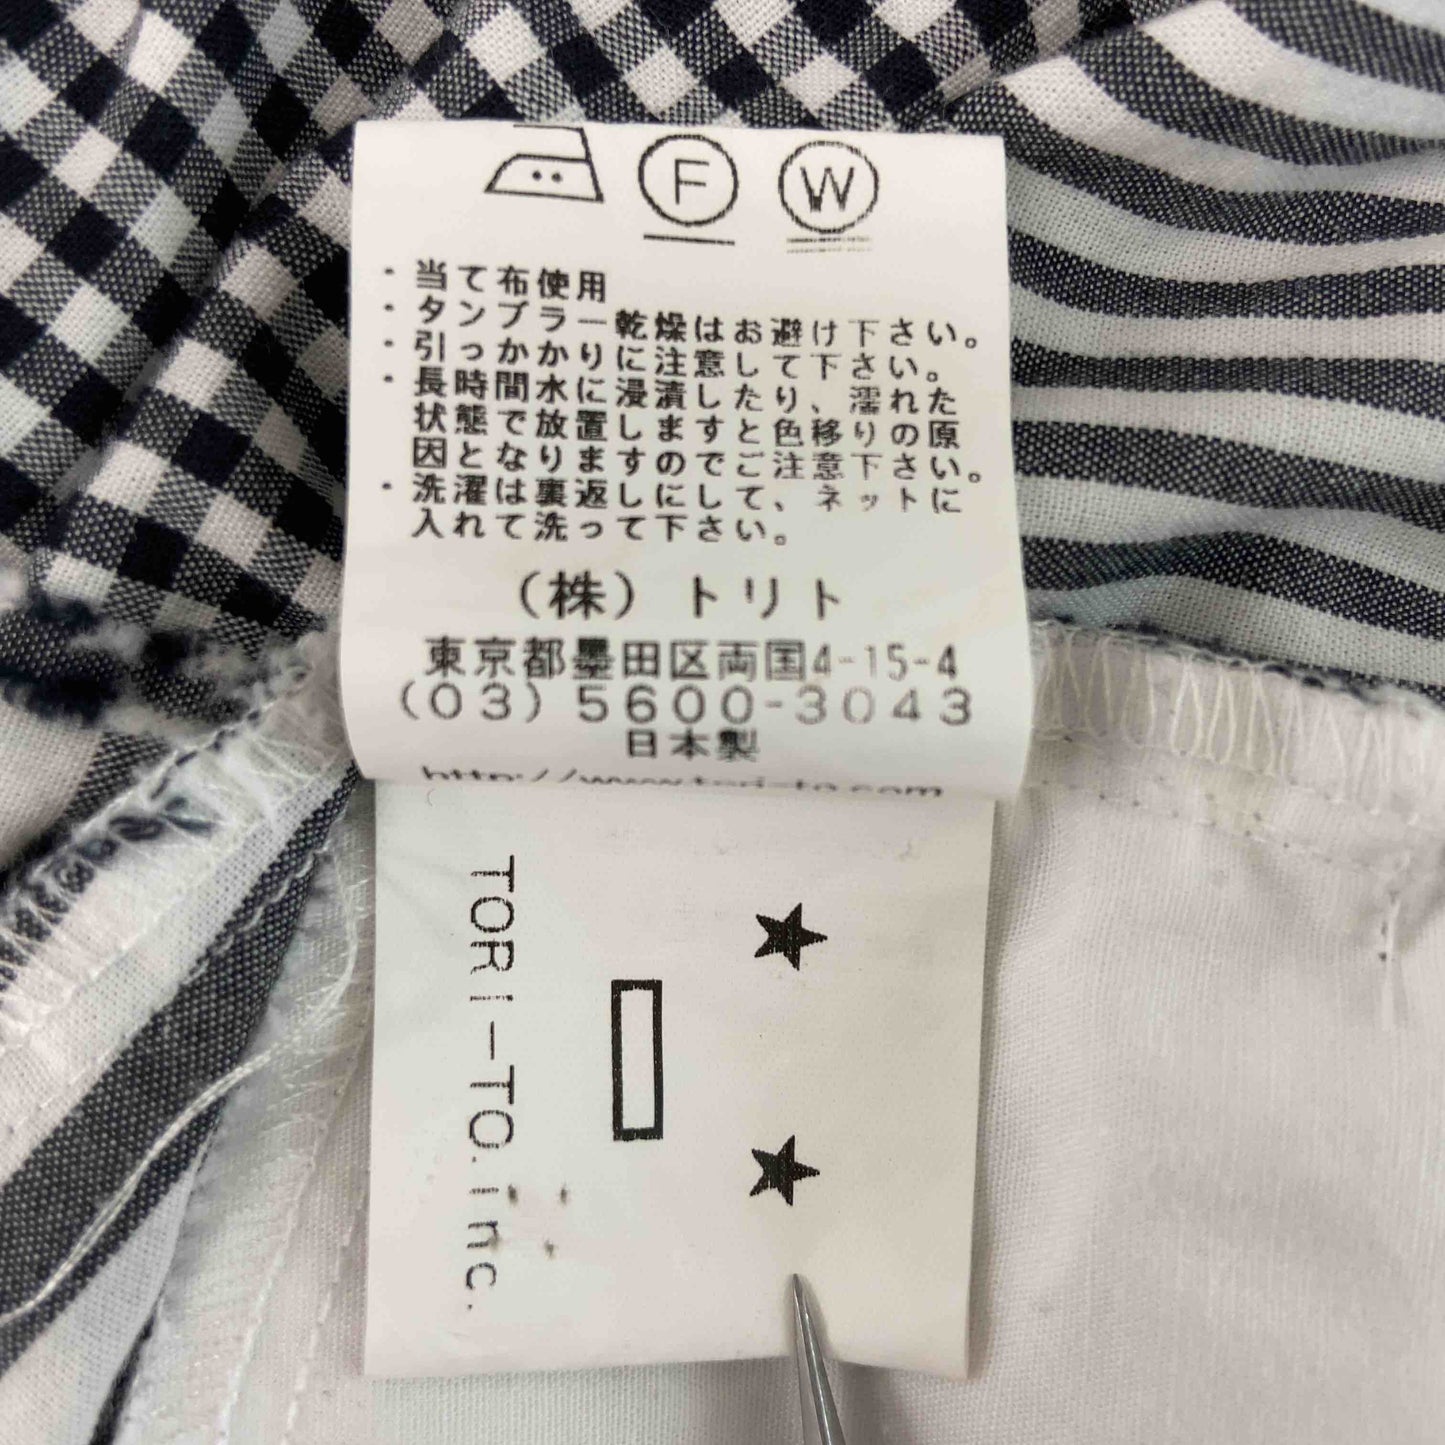 F W
・当て布使用
・タンブラー乾燥はお避け下さい。
・引っかかりに注意して下さい。
・長時間水に浸漬したり、濡れた
状態で放置しますと色移りの原
因となりますのでご注意下さい。
・洗濯は裏返しにして、ネットに
入れて洗って下さい。
（株）トリト
東京都墨田区両国4-15-4
(03)5600-3043
日本製
http://www.tori-to.com
TORI-TO.inc.